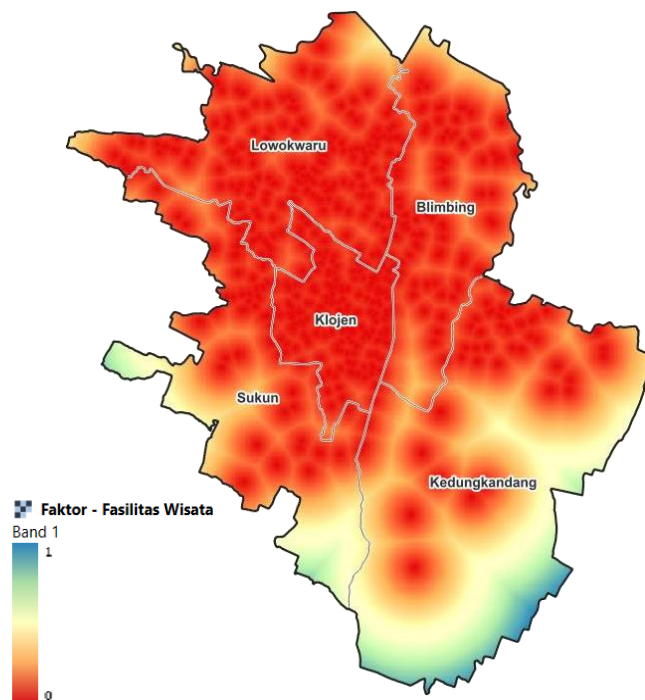 Lowokwaru
Blimbing
Klojen
Sukun
Kedungkandang
Faktor - Fasilitas Wisata
Band 1
1
0